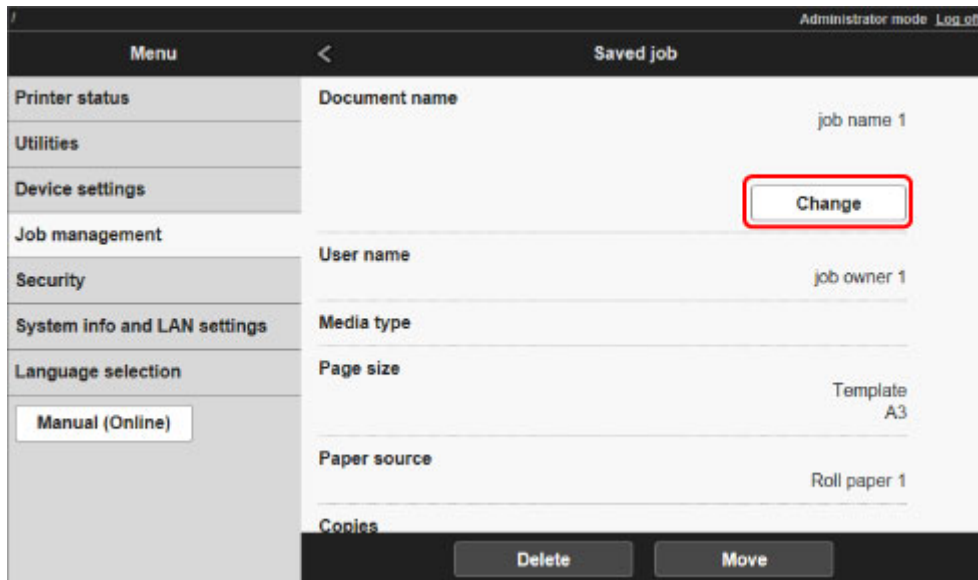 /
Administrator mode Log off
Menu
<
Saved job
Printer status
Utilities
Device settings
Job management
Security
System info and LAN settings
Language selection
Manual (Online)
Document name
job name 1
Change
User name
job owner 1
Media type
Page size
Template
A3
Paper source
Roll paper 1
Copies
Delete
Move